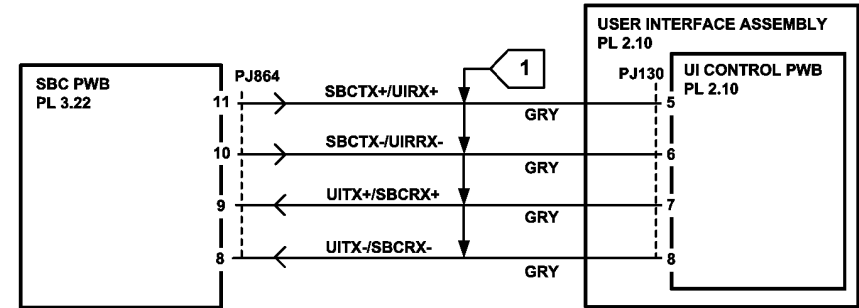 USER INTERFACE ASSEMBLY
PL 2.10
SBC PWB
PL 3.22
PJ864
1
PJ130
UI CONTROL PWB
PL 2.10
11
SBCTX+/UIRX+
GRY
5
10
SBCTX-/UIRRX-
GRY
6
9
UITX+/SBCRX+
GRY
7
8
UITX-/SBCRX-
GRY
8